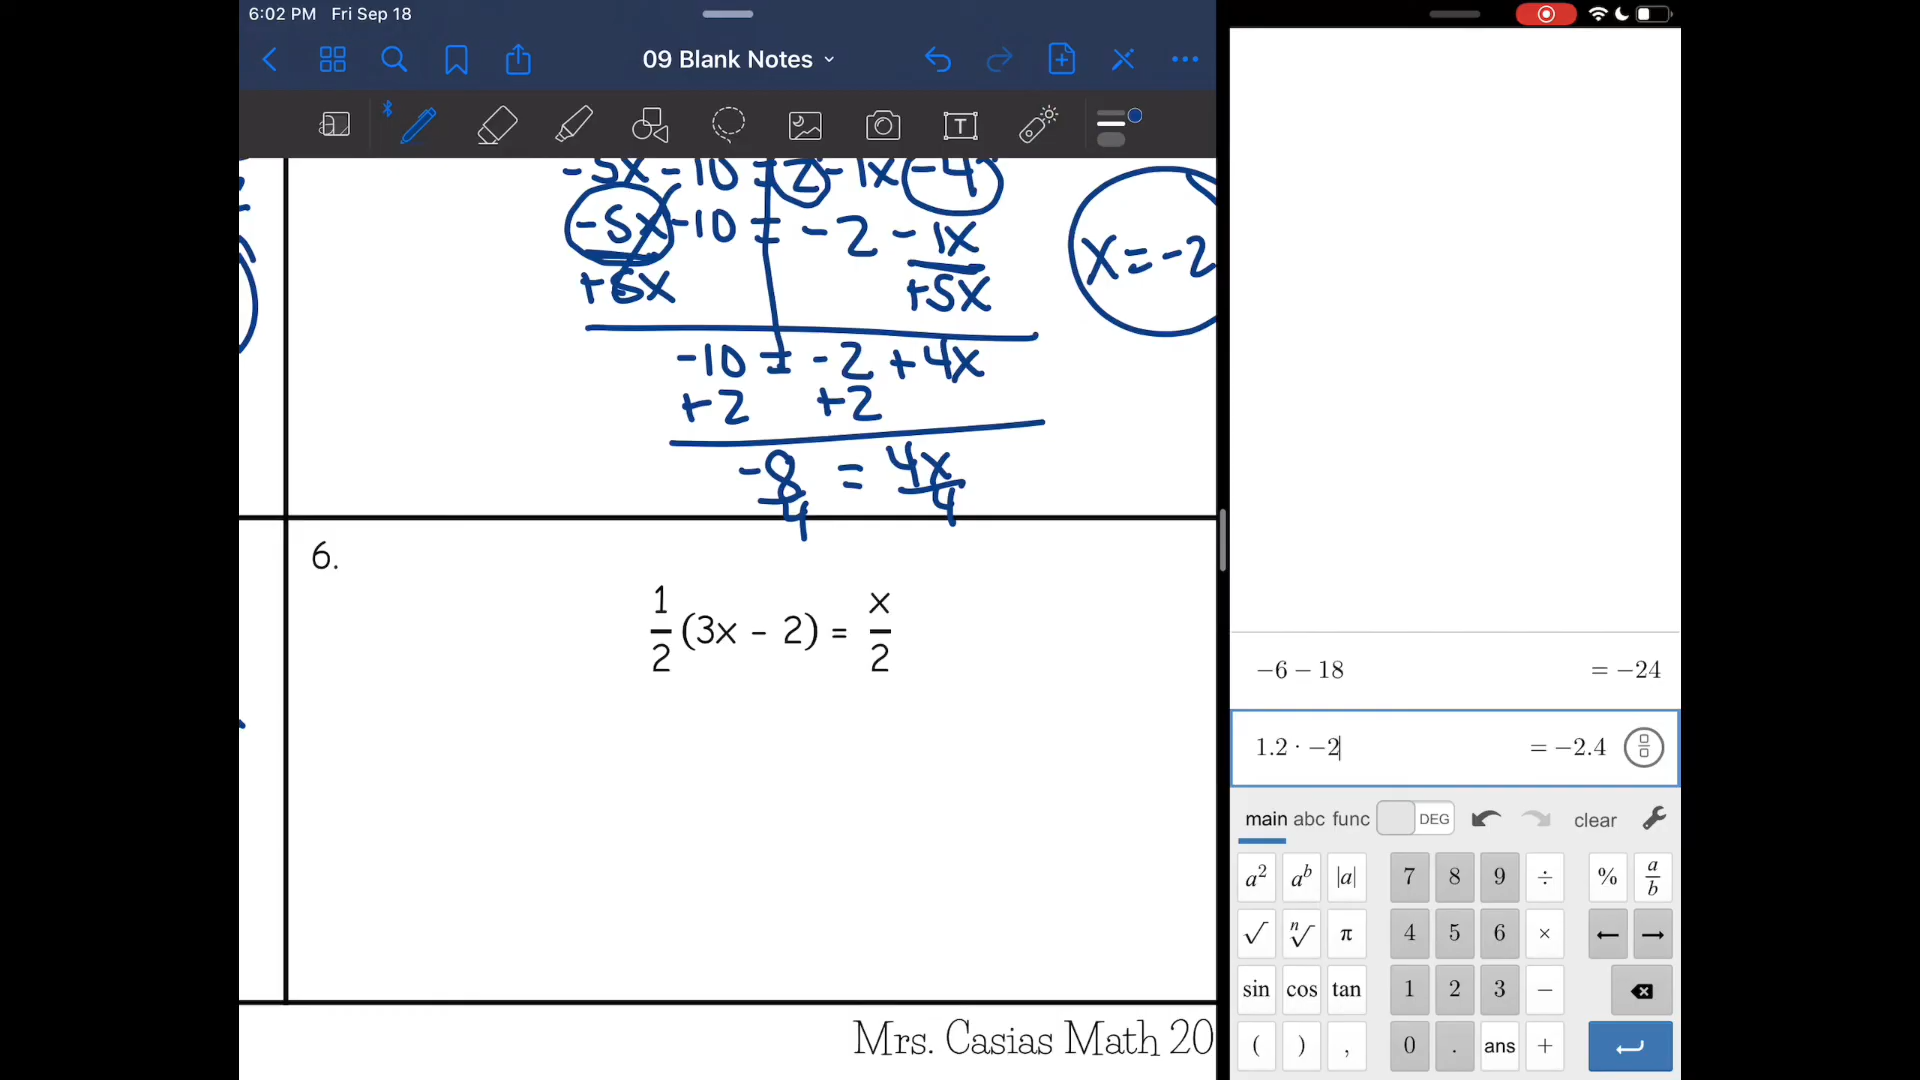 6:02 PM Fri Sep 18
09 Blank Notes
-5x-10 = 2-1x-4
-5x-10 = -2-1x
+5x +5x
x=-2
-10 = -2+4x
+2 +2
-8 = 4x
4 4
6.
1/2(3x - 2) = x/2
Mrs. Casias Math 20
−6 − 18 = −24
1.2 · −2 = −2.4
main abc func DEG clear
a² aᵇ |a| 7 8 9 ÷ % a/b
√ ⁿ√ π 4 5 6 × ← →
sin cos tan 1 2 3 −
( ) , 0 . ans +